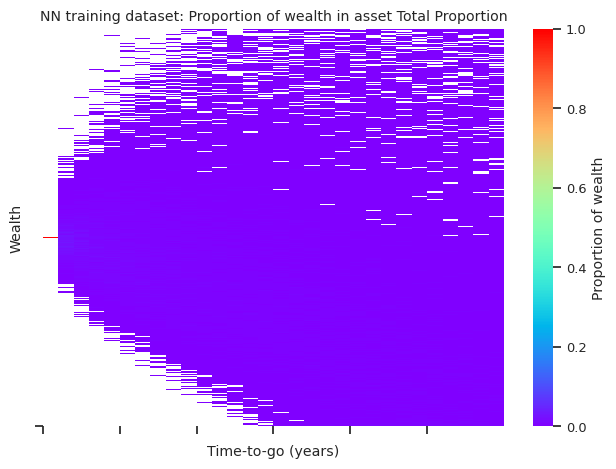 NN training dataset: Proportion of wealth in asset Total Proportion
Wealth
Time-to-go (years)
1.0
0.8
0.6
0.4
0.2
0.0
Proportion of wealth